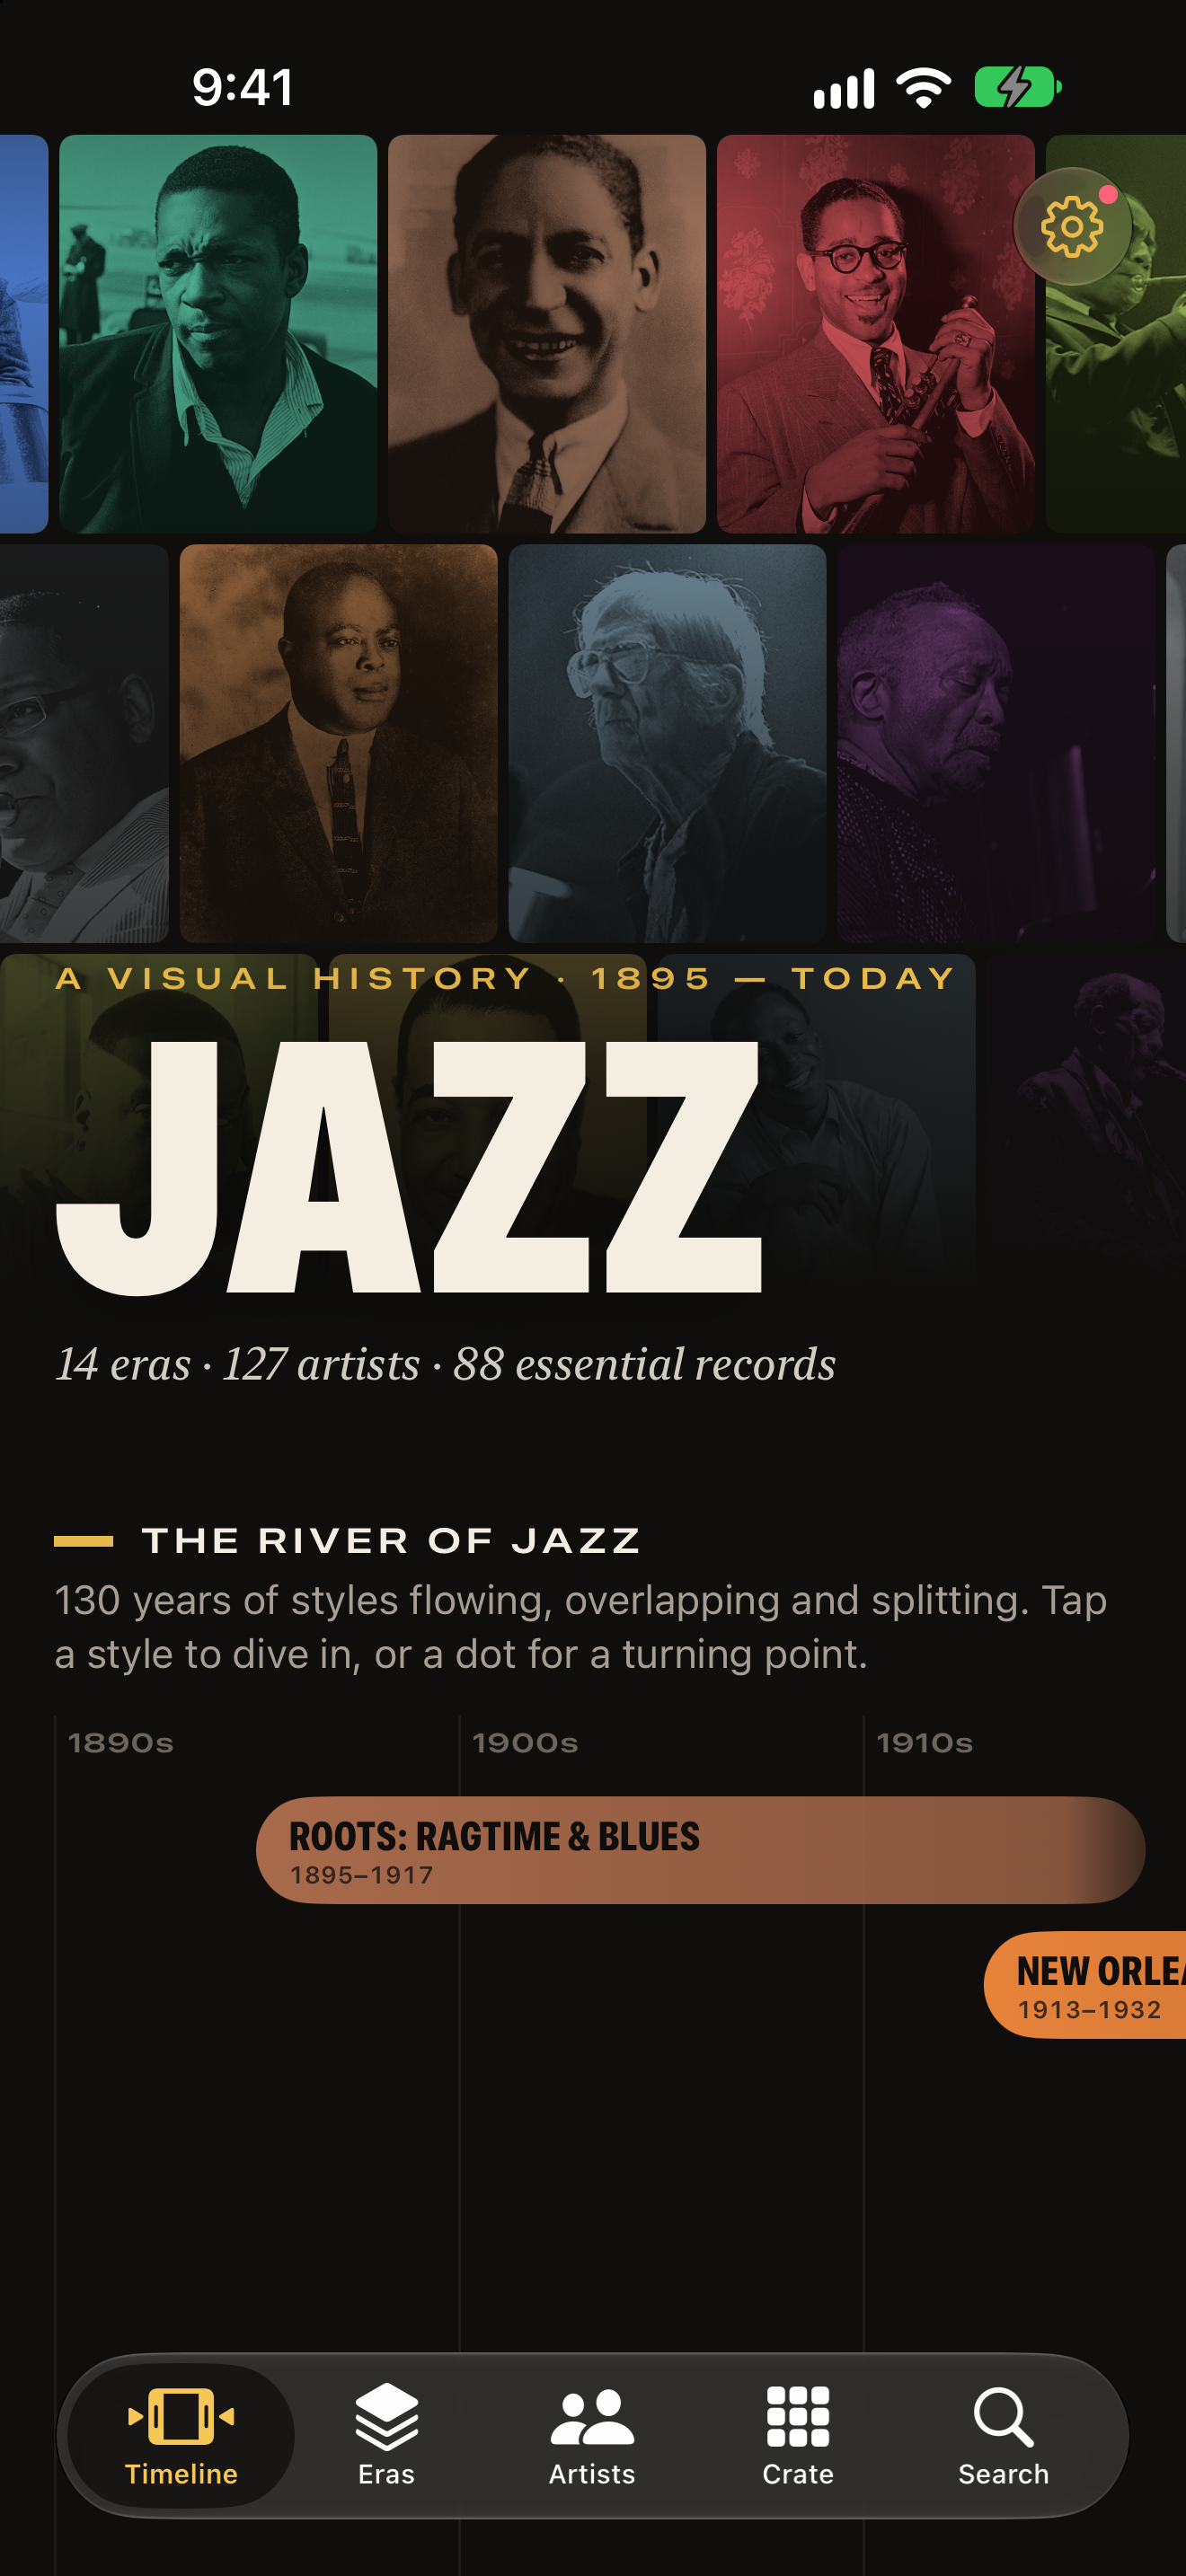 9:41
A VISUAL HISTORY · 1895 — TODAY
JAZZ
14 eras · 127 artists · 88 essential records
THE RIVER OF JAZZ
130 years of styles flowing, overlapping and splitting. Tap
a style to dive in, or a dot for a turning point.
1890s 1900s 1910s
ROOTS: RAGTIME & BLUES
1895–1917
NEW
1913–1932
Timeline Eras Artists Crate Search